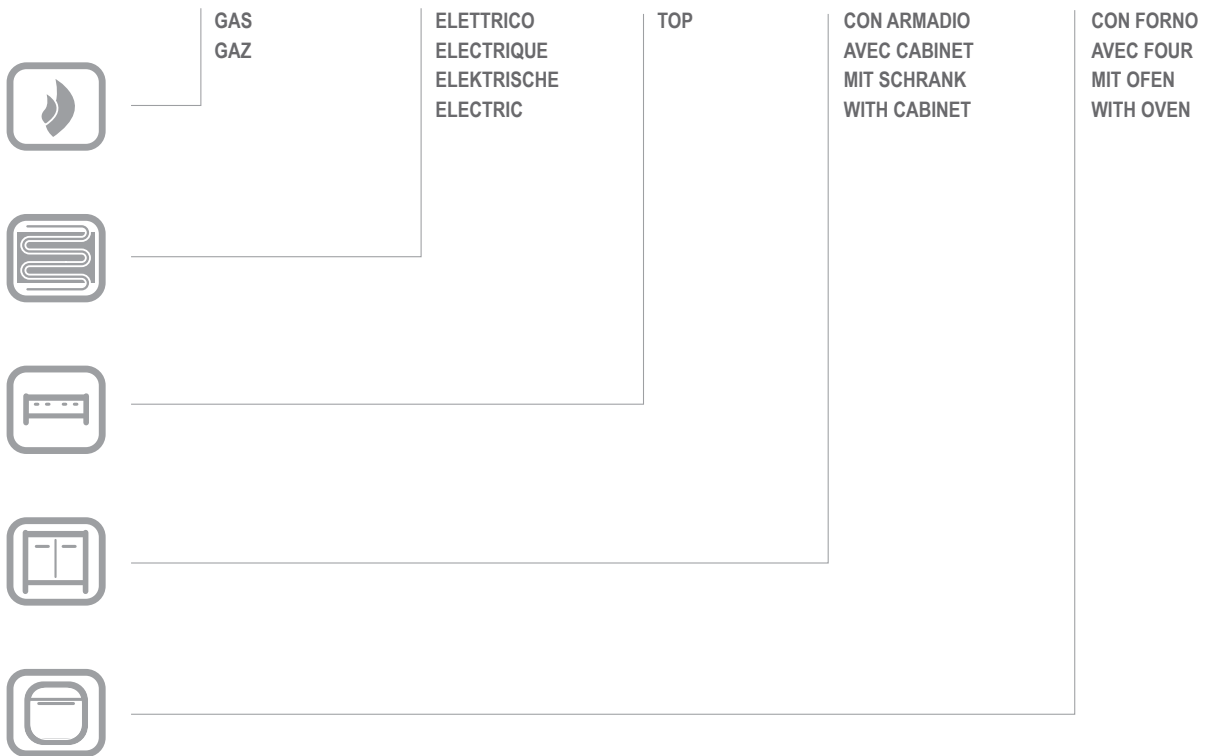 GAS
GAZ
ELETTRICO
ELECTRIQUE
ELEKTRISCHE
ELECTRIC
TOP
CON ARMADIO
AVEC CABINET
MIT SCHRANK
WITH CABINET
CON FORNO
AVEC FOUR
MIT OFEN
WITH OVEN